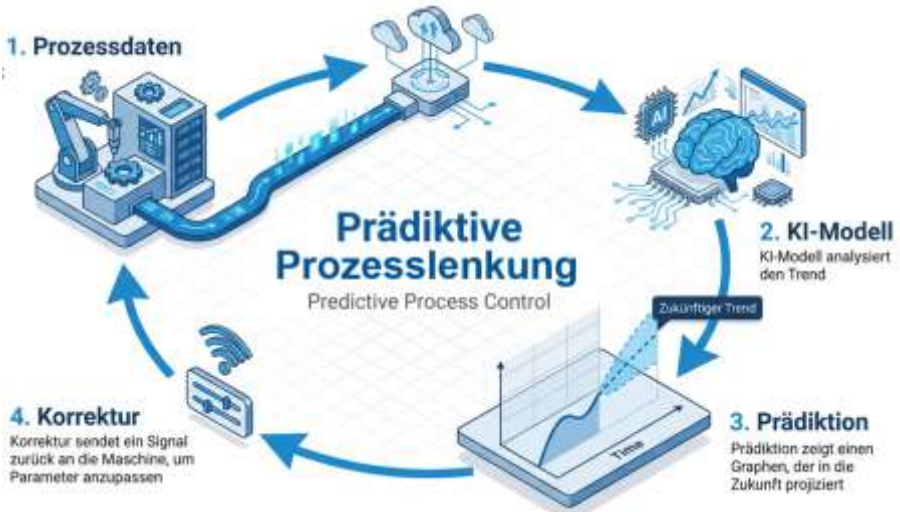 1. Prozessdaten
AI
2. KI-Modell
KI-Modell analysiert
den Trend
Prädiktive
Prozesslenkung
Predictive Process Control
Zukünftiger Trend
Time
3. Prädiktion
Prädiktion zeigt einen
Graphen, der in die
Zukunft projiziert
4. Korrektur
Korrektur sendet ein Signal
zurück an die Maschine, um
Parameter anzupassen